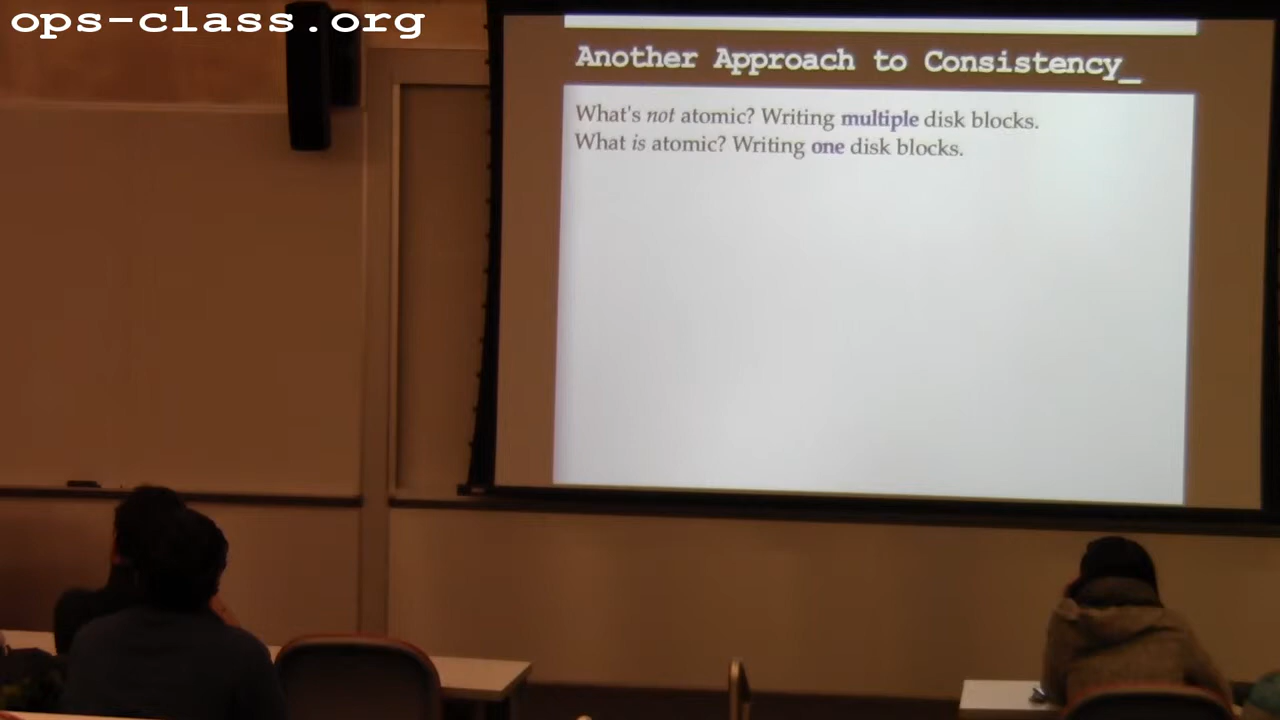 ops-class.org
Another Approach to Consistency_
What's not atomic? Writing multiple disk blocks.
What is atomic? Writing one disk blocks.